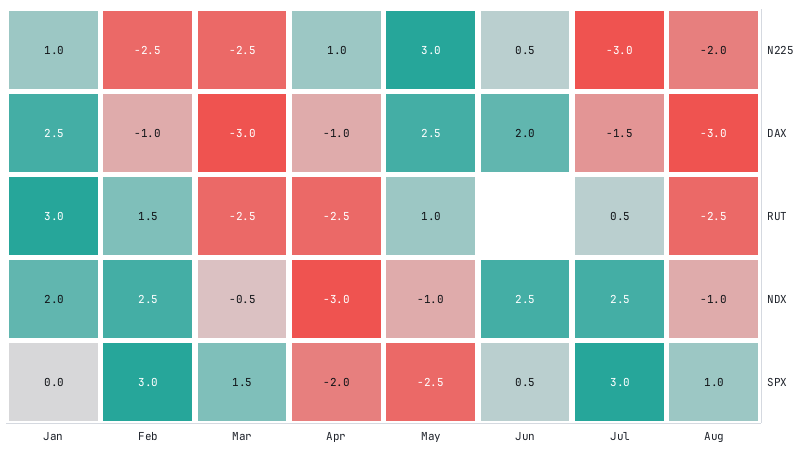 1.0 -2.5 -2.5 1.0 3.0 0.5 -3.0 -2.0 N225
2.5 -1.0 -3.0 -1.0 2.5 2.0 -1.5 -3.0 DAX
3.0 1.5 -2.5 -2.5 1.0 0.5 -2.5 RUT
2.0 2.5 -0.5 -3.0 -1.0 2.5 2.5 -1.0 NDX
0.0 3.0 1.5 -2.0 -2.5 0.5 3.0 1.0 SPX
Jan Feb Mar Apr May Jun Jul Aug